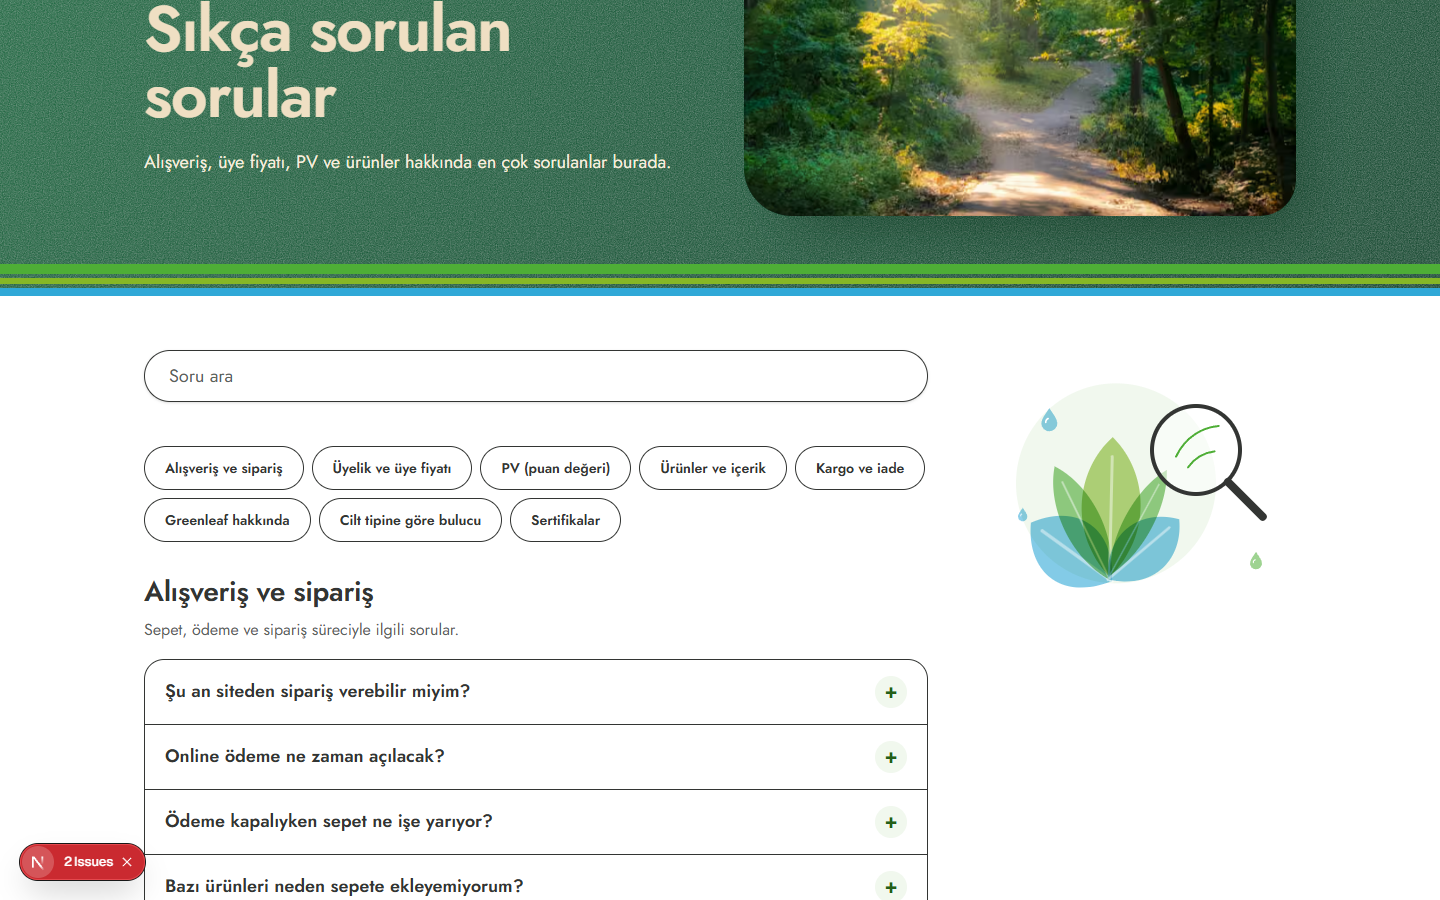 Sıkça sorulan
sorular
Alışveriş, üye fiyatı, PV ve ürünler hakkında en çok sorulanlar burada.
Soru ara
Alışveriş ve sipariş
Üyelik ve üye fiyatı
PV (puan değeri)
Ürünler ve içerik
Kargo ve iade
Greenleaf hakkında
Cilt tipine göre bulucu
Sertifikalar
Alışveriş ve sipariş
Sepet, ödeme ve sipariş süreciyle ilgili sorular.
Şu an siteden sipariş verebilir miyim?
Online ödeme ne zaman açılacak?
Ödeme kapalıyken sepet ne işe yarıyor?
Bazı ürünleri neden sepete ekleyemiyorum?
N 2 Issues